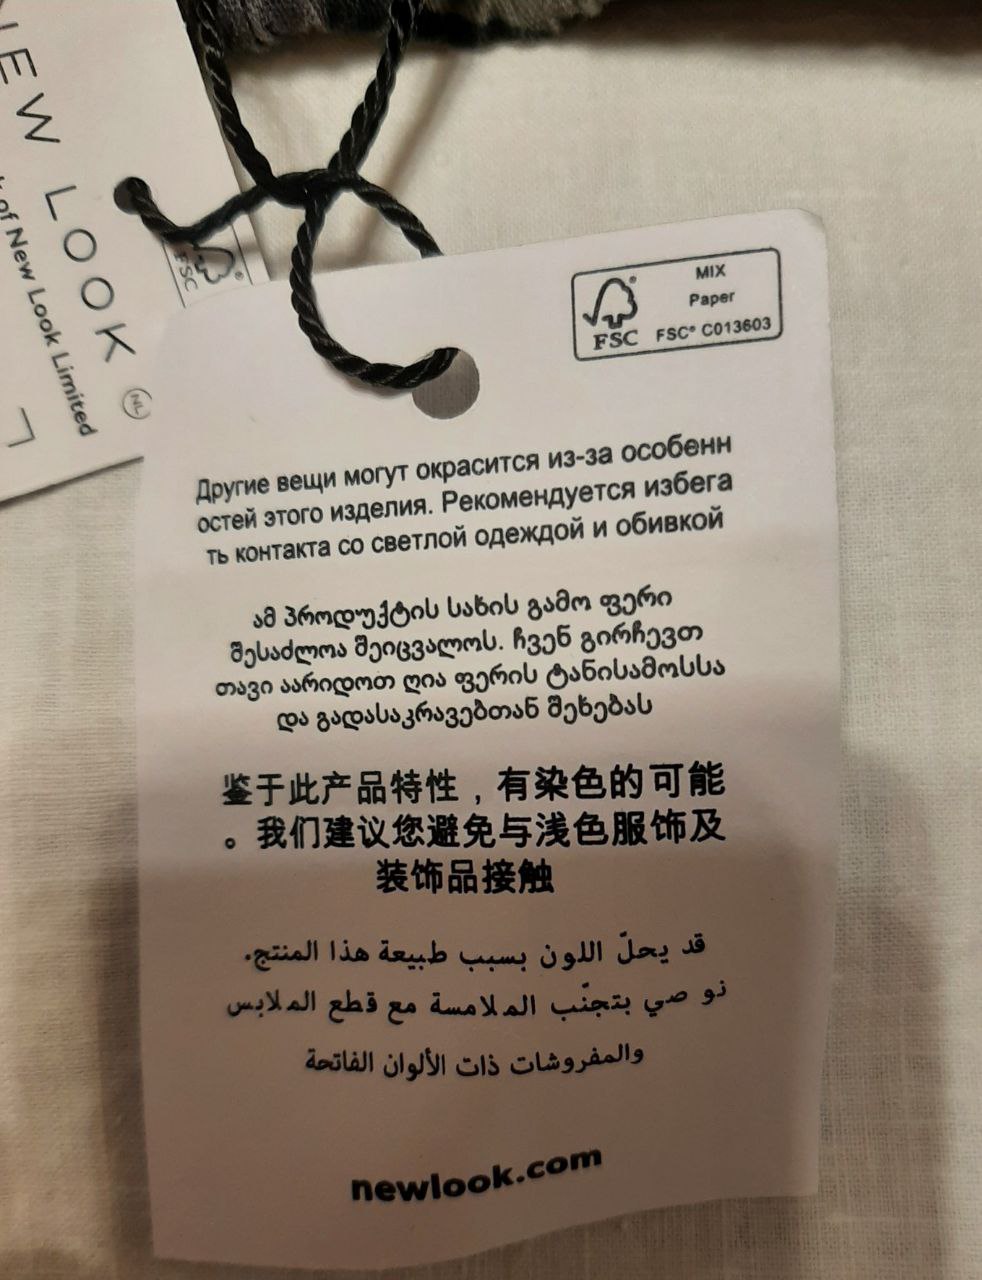 NEW LOOK
of New Look Limited
NL
FSC
MIX
Paper
FSC® C013603
FSC
Другие вещи могут окрасится из-за особенн
остей этого изделия. Рекомендуется избега
ть контакта со светлой одеждой и обивкой
ამ პროდუქტის სახის გამო ფერი
შესაძლოა შეიცვალოს. ჩვენ გირჩევთ
თავი აარიდოთ ღია ფერის ტანისამოსსა
და გადასაკრავებთან შეხებას
鉴于此产品特性，有染色的可能
。我们建议您避免与浅色服饰及
装饰品接触
قد يحلّ اللون بسبب طبيعة هذا المنتج.
نو صي بتجنّب الملامسة مع قطع الملابس
والمفروشات ذات الألوان الفاتحة
newlook.com